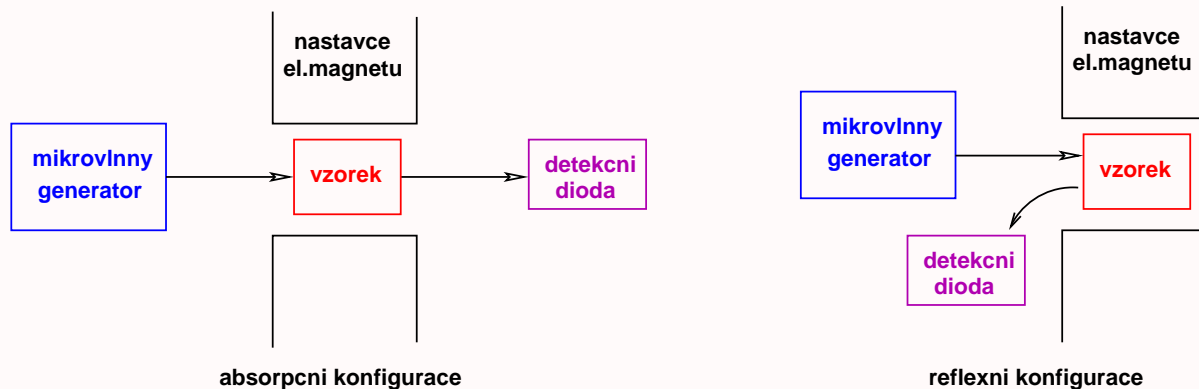 nastavce
el.magnetu
mikrovlnny
generator
vzorek
detekcni
dioda
absorpcni konfigurace
nastavce
el.magnetu
mikrovlnny
generator
vzorek
detekcni
dioda
reflexni konfigurace